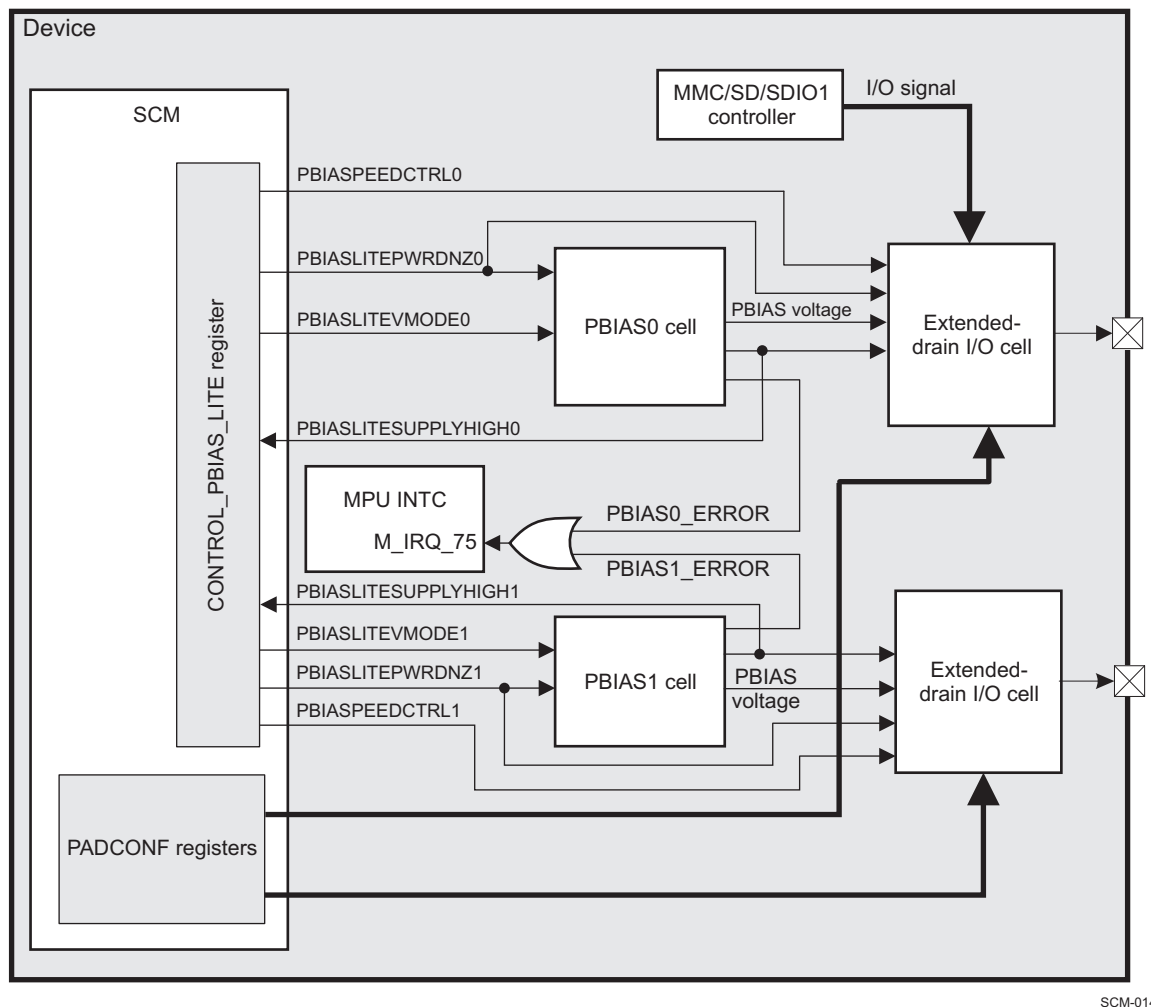 Device
SCM
MMC/SD/SDIO1
controller
I/O signal
CONTROL_PBIAS_LITE register
PBIASPEEDCTRL0
PBIASLITEPWRDNZ0
PBIASLITEVMODE0
PBIAS0 cell
PBIAS voltage
Extended-
drain I/O cell
PBIASLITESUPPLYHIGH0
MPU INTC
M_IRQ_75
PBIAS0_ERROR
PBIAS1_ERROR
PBIASLITESUPPLYHIGH1
PBIASLITEVMODE1
PBIASLITEPWRDNZ1
PBIASPEEDCTRL1
PBIAS1 cell
PBIAS
voltage
Extended-
drain I/O cell
PADCONF registers
SCM-014